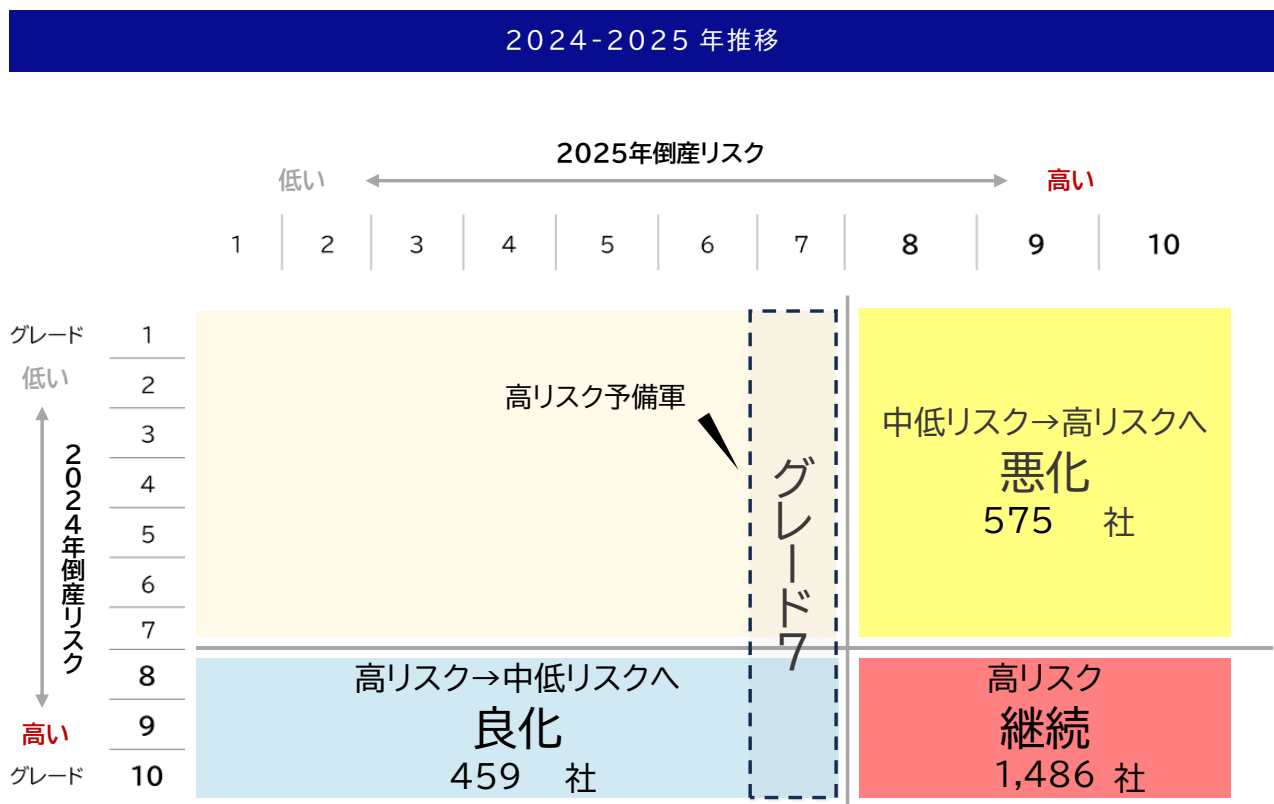 2024-2025 年推移
2025年倒産リスク
低い
高い
1 2 3 4 5 6 7 8 9 10
グレード
低い
2024年倒産リスク
高い
グレード
1
2
3
4
5
6
7
8
9
10
高リスク予備軍
グレード7
中低リスク→高リスクへ
悪化
575 社
高リスク→中低リスクへ
良化
459 社
高リスク
継続
1,486 社